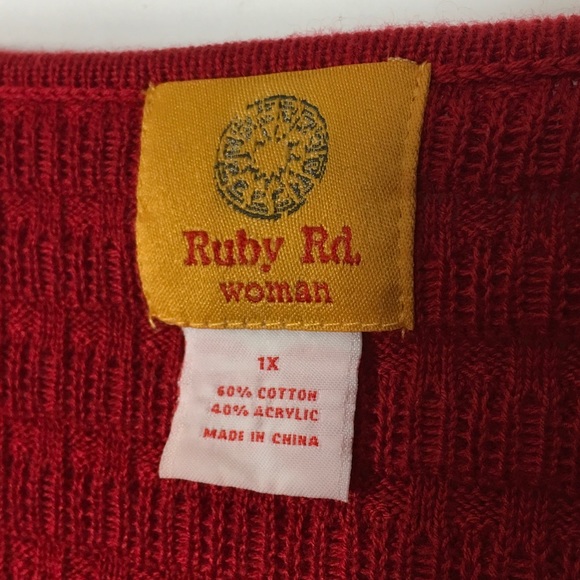 Ruby Rd.
woman
1X
60% COTTON
40% ACRYLIC
MADE IN CHINA